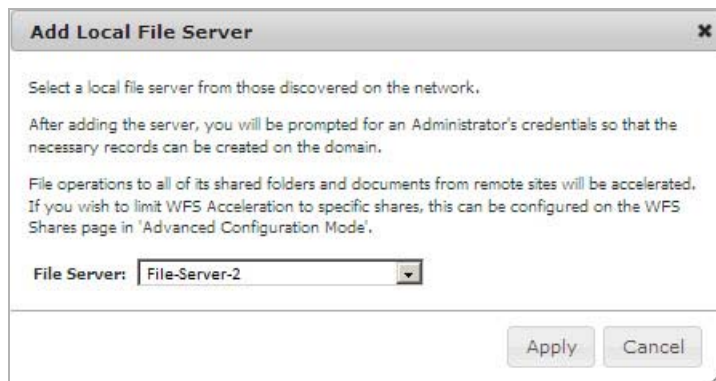 Add Local File Server
Select a local file server from those discovered on the network.
After adding the server, you will be prompted for an Administrator's credentials so that the
necessary records can be created on the domain.
File operations to all of its shared folders and documents from remote sites will be accelerated.
If you wish to limit WFS Acceleration to specific shares, this can be configured on the WFS
Shares page in 'Advanced Configuration Mode'.
File Server: File-Server-2
Apply Cancel